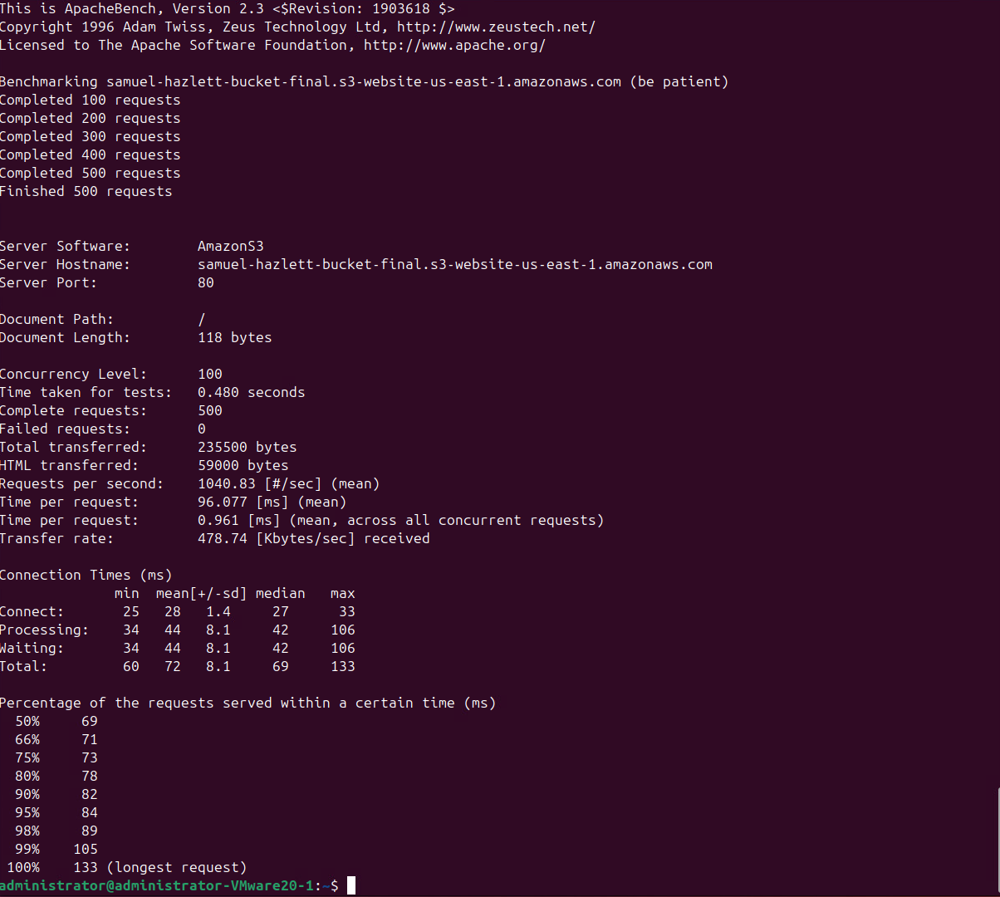 This is ApacheBench, Version 2.3 <$Revision: 1903618 $>
Copyright 1996 Adam Twiss, Zeus Technology Ltd, http://www.zeustech.net/
Licensed to The Apache Software Foundation, http://www.apache.org/

Benchmarking samuel-hazlett-bucket-final.s3-website-us-east-1.amazonaws.com (be patient)
Completed 100 requests
Completed 200 requests
Completed 300 requests
Completed 400 requests
Completed 500 requests
Finished 500 requests


Server Software:        AmazonS3
Server Hostname:        samuel-hazlett-bucket-final.s3-website-us-east-1.amazonaws.com
Server Port:            80

Document Path:          /
Document Length:        118 bytes

Concurrency Level:      100
Time taken for tests:   0.480 seconds
Complete requests:      500
Failed requests:        0
Total transferred:      235500 bytes
HTML transferred:       59000 bytes
Requests per second:    1040.83 [#/sec] (mean)
Time per request:       96.077 [ms] (mean)
Time per request:       0.961 [ms] (mean, across all concurrent requests)
Transfer rate:          478.74 [Kbytes/sec] received

Connection Times (ms)
              min  mean[+/-sd] median   max
Connect:       25   28   1.4     27      33
Processing:    34   44   8.1     42     106
Waiting:       34   44   8.1     42     106
Total:         60   72   8.1     69     133

Percentage of the requests served within a certain time (ms)
  50%     69
  66%     71
  75%     73
  80%     78
  90%     82
  95%     84
  98%     89
  99%    105
 100%    133 (longest request)
administrator@administrator-VMware20-1:~$